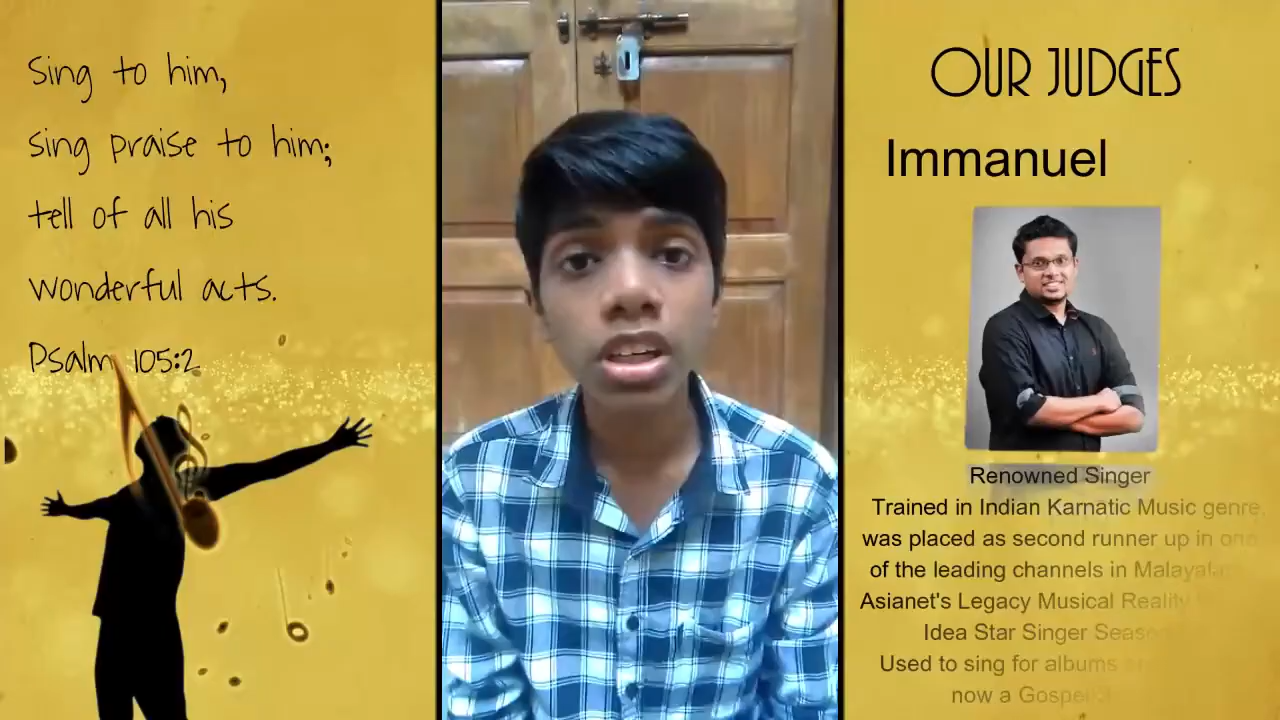 Sing to him,
sing praise to him;
tell of all his
wonderful acts.
Psalm 105:2
OUR JUDGES
Immanuel
Renowned Singer
Trained in Indian Karnatic Music genre,
was placed as second runner up in one
of the leading channels in
Asianet's Legacy Musical Reality
Idea Star Singer
Used to sing for albums
now a Gospel